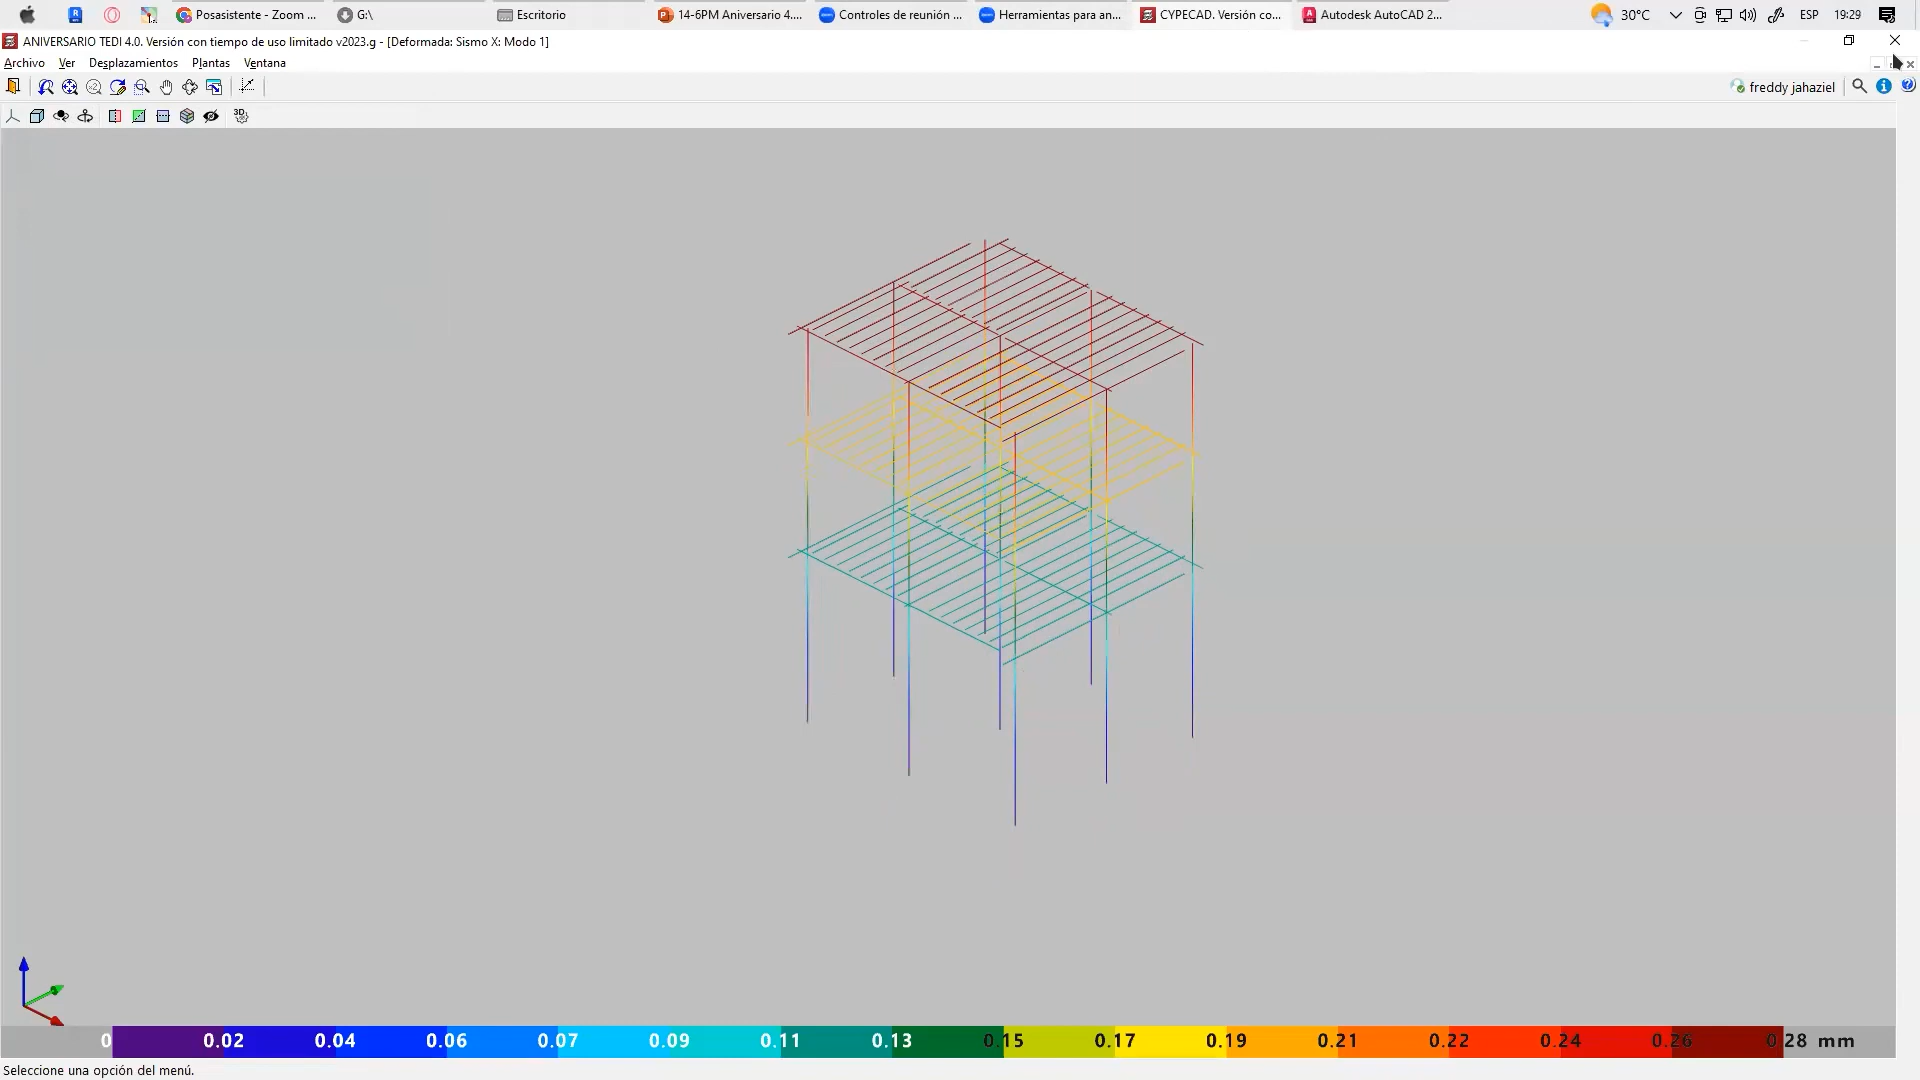 Posasistente - Zoom ...
G:\
Escritorio
14-6PM Aniversario 4....
Controles de reunión ...
Herramientas para an...
CYPECAD. Versión co...
Autodesk AutoCAD 2...
30°C
ESP
19:29
ANIVERSARIO TEDI 4.0. Versión con tiempo de uso limitado v2023.g - [Deformada: Sismo X: Modo 1]
Archivo Ver Desplazamientos Plantas Ventana
freddy jahaziel
3D
0 0.02 0.04 0.06 0.07 0.09 0.11 0.13 0.15 0.17 0.19 0.21 0.22 0.24 0.26 0.28 mm
Seleccione una opción del menú.